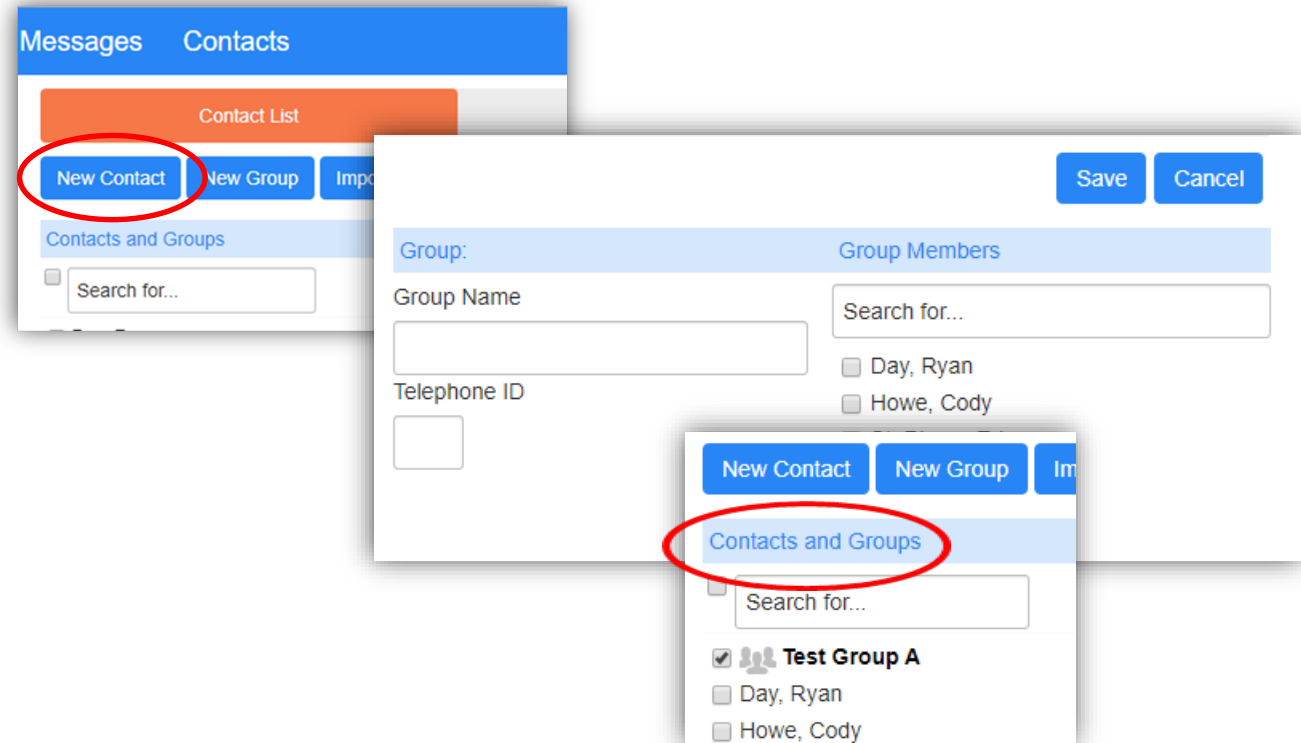 Messages Contacts
Contact List
New Contact New Group
Contacts and Groups
Search for...
Save Cancel
Group: Group Members
Group Name
Search for...
Day, Ryan
Telephone ID
Howe, Cody
New Contact New Group
Contacts and Groups
Search for...
Test Group A
Day, Ryan
Howe, Cody